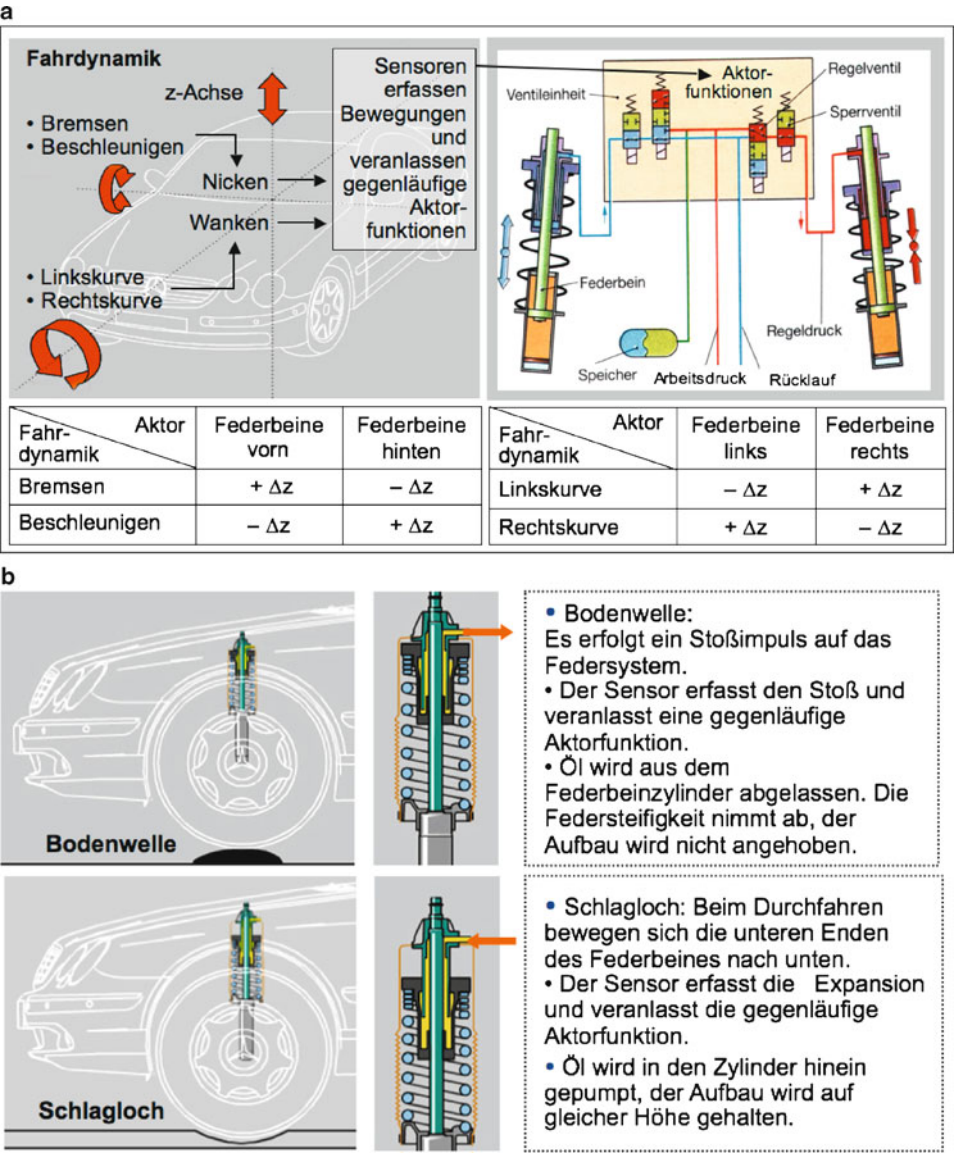 a
Fahrdynamik
z-Achse
• Bremsen
• Beschleunigen
Nicken
Wanken
• Linkskurve
• Rechtskurve
Sensoren
erfassen
Bewegungen
und
veranlassen
gegenläufige
Aktor-
funktionen
Aktor-
funktionen
Ventileinheit
Regelventil
Sperrventil
Federbein
Regeldruck
Speicher
Arbeitsdruck
Rücklauf
Aktor
Fahr-
dynamik
Federbeine
vorn
Federbeine
hinten
Bremsen + Δz – Δz
Beschleunigen – Δz + Δz
Aktor
Fahr-
dynamik
Federbeine
links
Federbeine
rechts
Linkskurve – Δz + Δz
Rechtskurve + Δz – Δz
b
Bodenwelle
• Bodenwelle:
Es erfolgt ein Stoßimpuls auf das
Federsystem.
• Der Sensor erfasst den Stoß und
veranlasst eine gegenläufige
Aktorfunktion.
• Öl wird aus dem
Federbeinzylinder abgelassen. Die
Federsteifigkeit nimmt ab, der
Aufbau wird nicht angehoben.
Schlagloch
• Schlagloch: Beim Durchfahren
bewegen sich die unteren Enden
des Federbeines nach unten.
• Der Sensor erfasst die Expansion
und veranlasst die gegenläufige
Aktorfunktion.
• Öl wird in den Zylinder hinein
gepumpt, der Aufbau wird auf
gleicher Höhe gehalten.